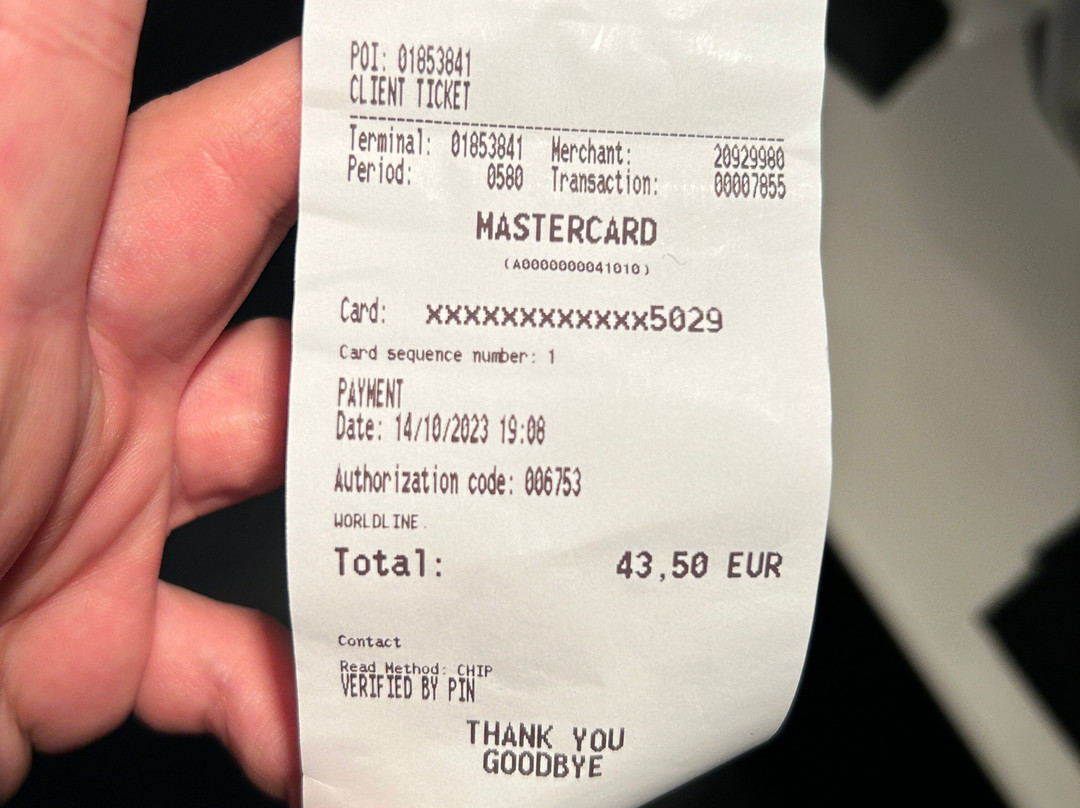 POI: 01853841
CLIENT TICKET
Terminal: 01853841 Merchant: 20929980
Period: 0580 Transaction: 00007855
MASTERCARD
(A0000000041010)
Card: xxxxxxxxxxxx5029
Card sequence number: 1
PAYMENT
Date: 14/10/2023 19:08
Authorization code: 006753
WORLDLINE
Total: 43,50 EUR
Contact
Read Method: CHIP
VERIFIED BY PIN
THANK YOU
GOODBYE